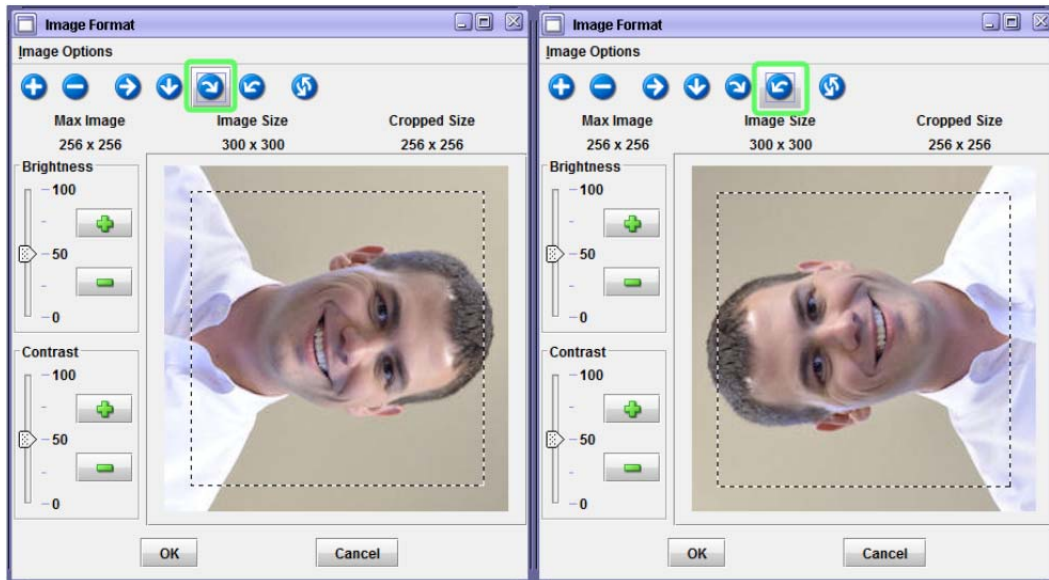 Image Format
Image Options
Max Image Image Size Cropped Size
256 x 256 300 x 300 256 x 256
Brightness
100
50
0
Contrast
100
50
0
OK Cancel
Image Format
Image Options
Max Image Image Size Cropped Size
256 x 256 300 x 300 256 x 256
Brightness
100
50
0
Contrast
100
50
0
OK Cancel